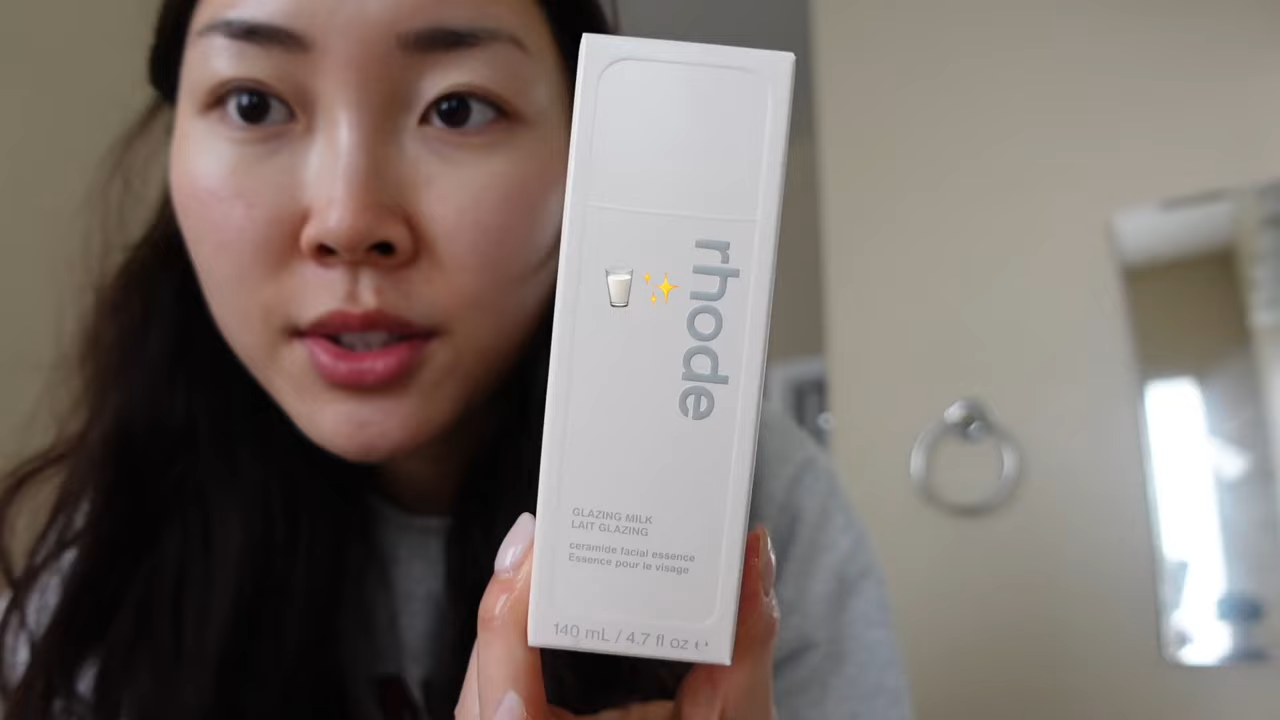 rhode
GLAZING MILK
LAIT GLAZING
ceramide facial essence
Essence pour le visage
140 mL / 4.7 fl oz ℮